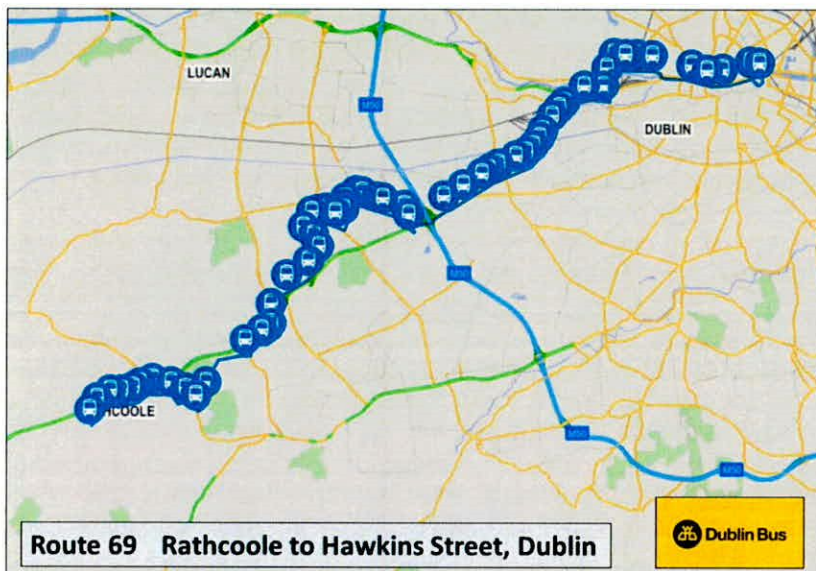 LUCAN
M50
DUBLIN
M50
HCOOLE
M50
M50
Route 69 Rathcoole to Hawkins Street, Dublin
Dublin Bus